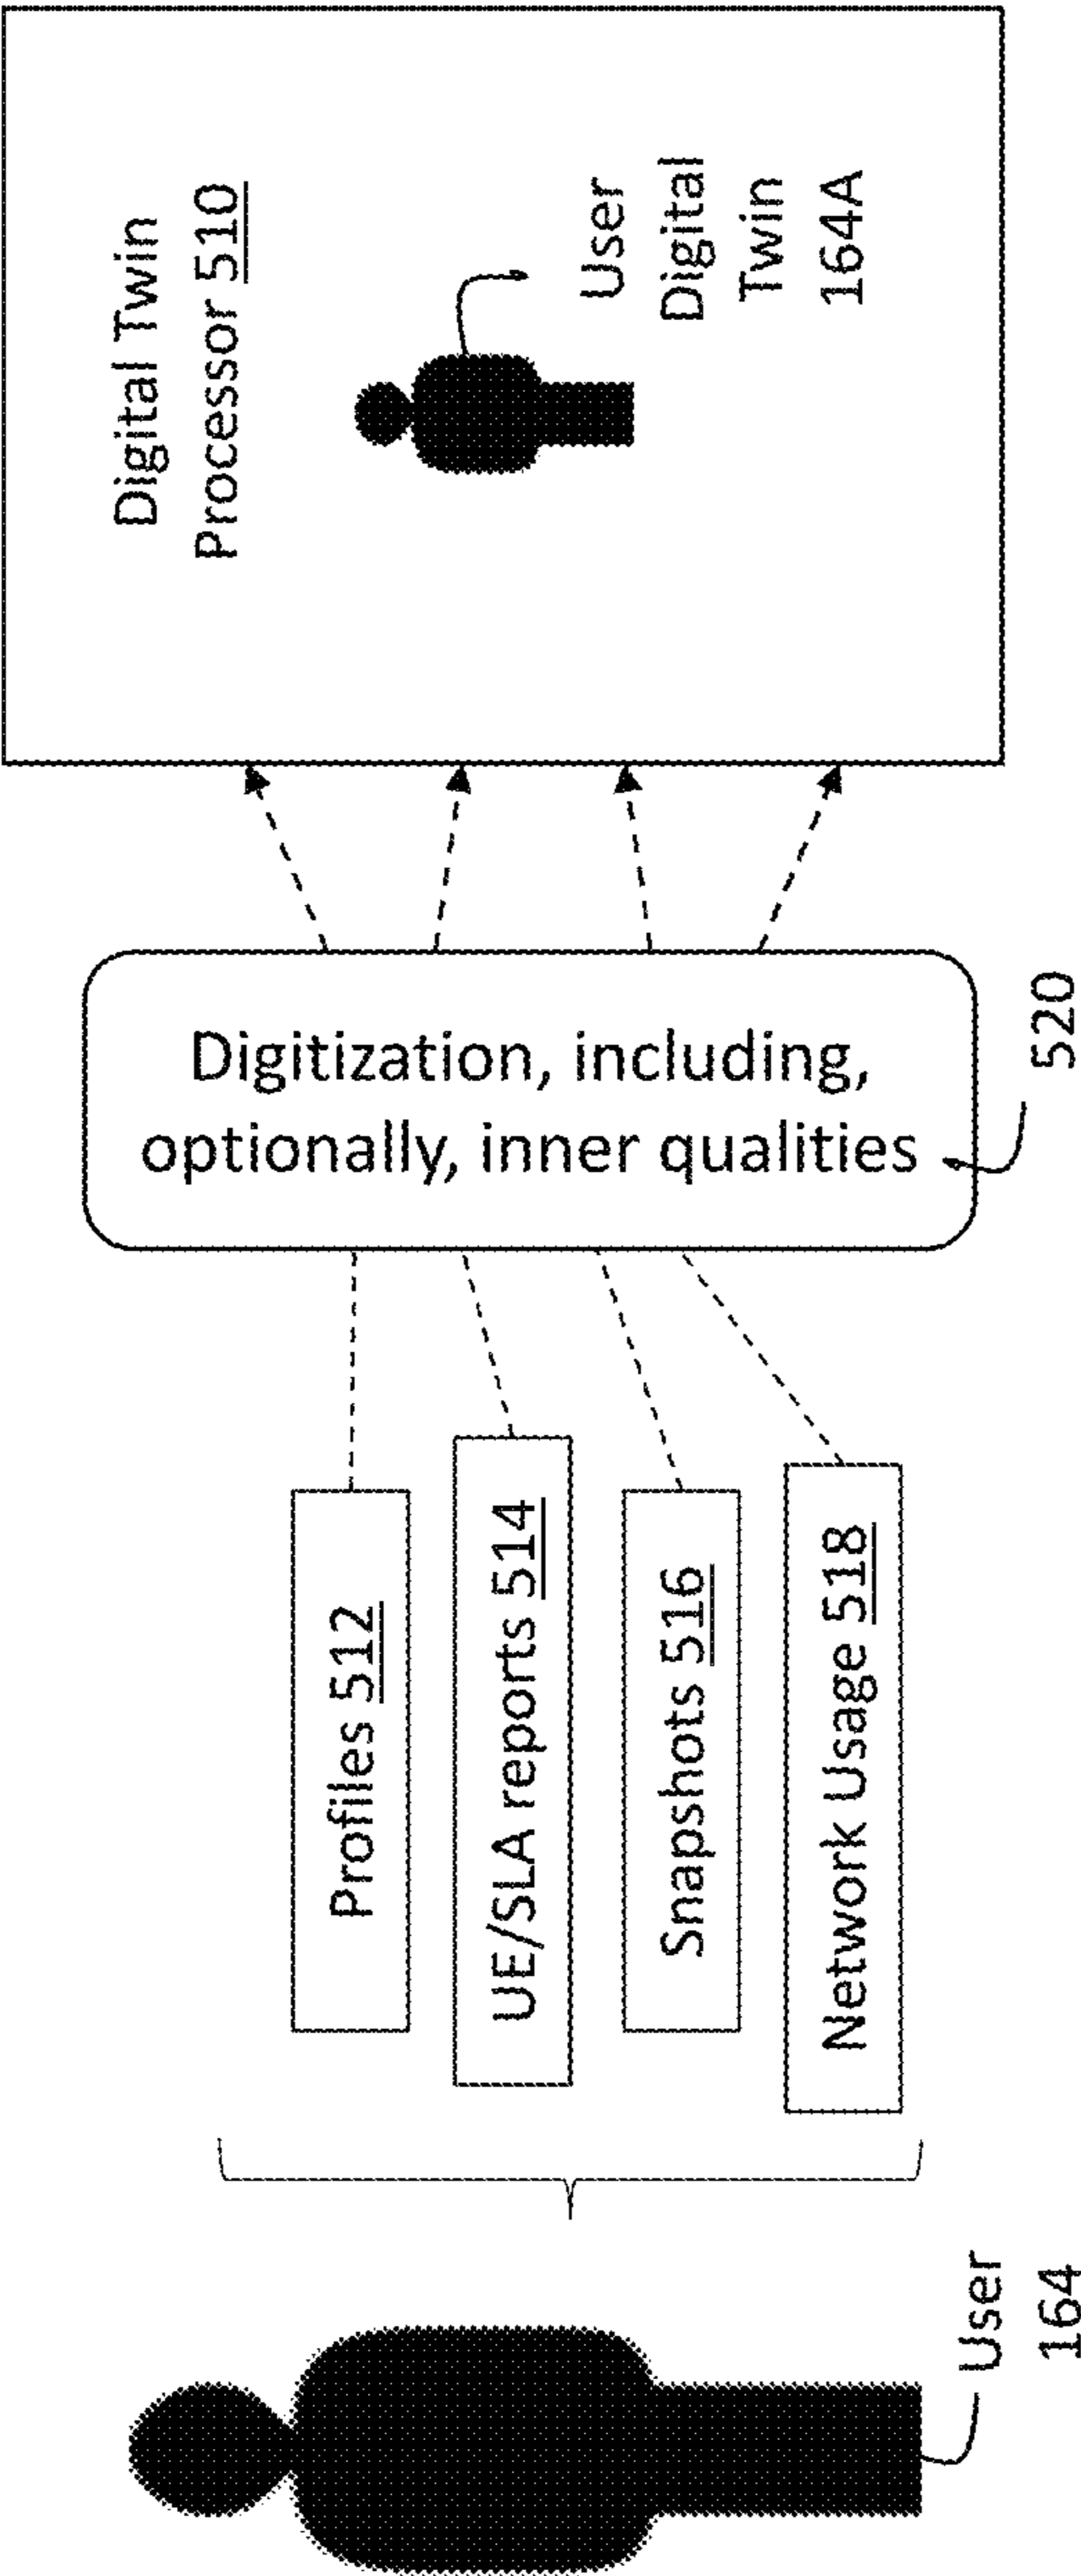 User
164
Profiles 512
UE/SLA reports 514
Snapshots 516
Network Usage 518
Digitization, including,
optionally, inner qualities
520
Digital Twin
Processor 510
User
Digital
Twin
164A